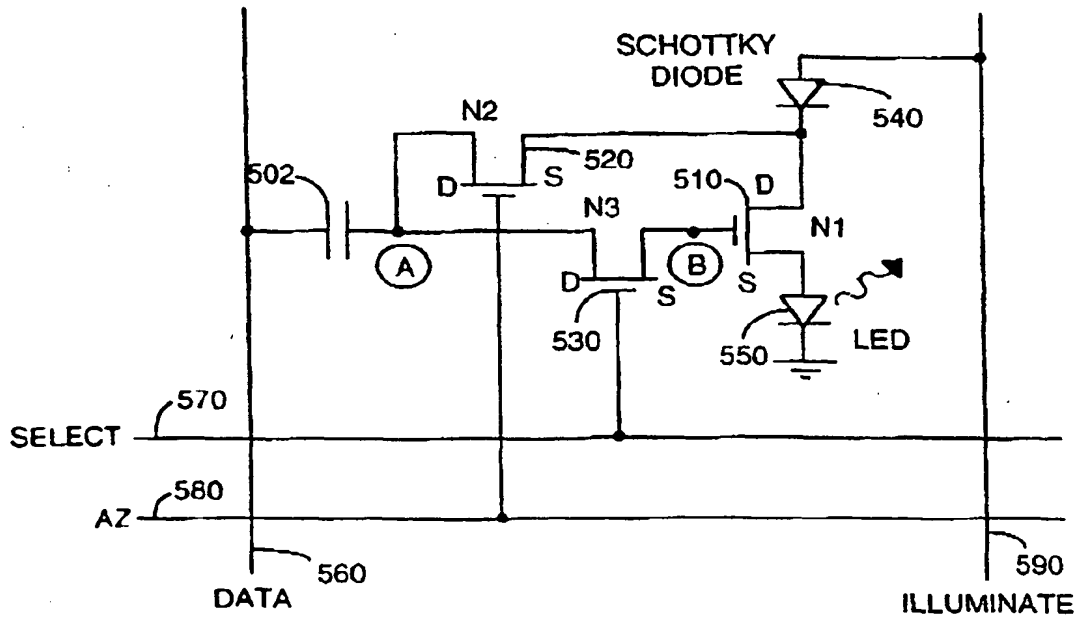 SCHOTTKY
DIODE
540
N2
520
502
D
S
510
D
N3
N1
A
B
D
S
S
530
550
LED
570
SELECT
580
AZ
560
590
DATA
ILLUMINATE